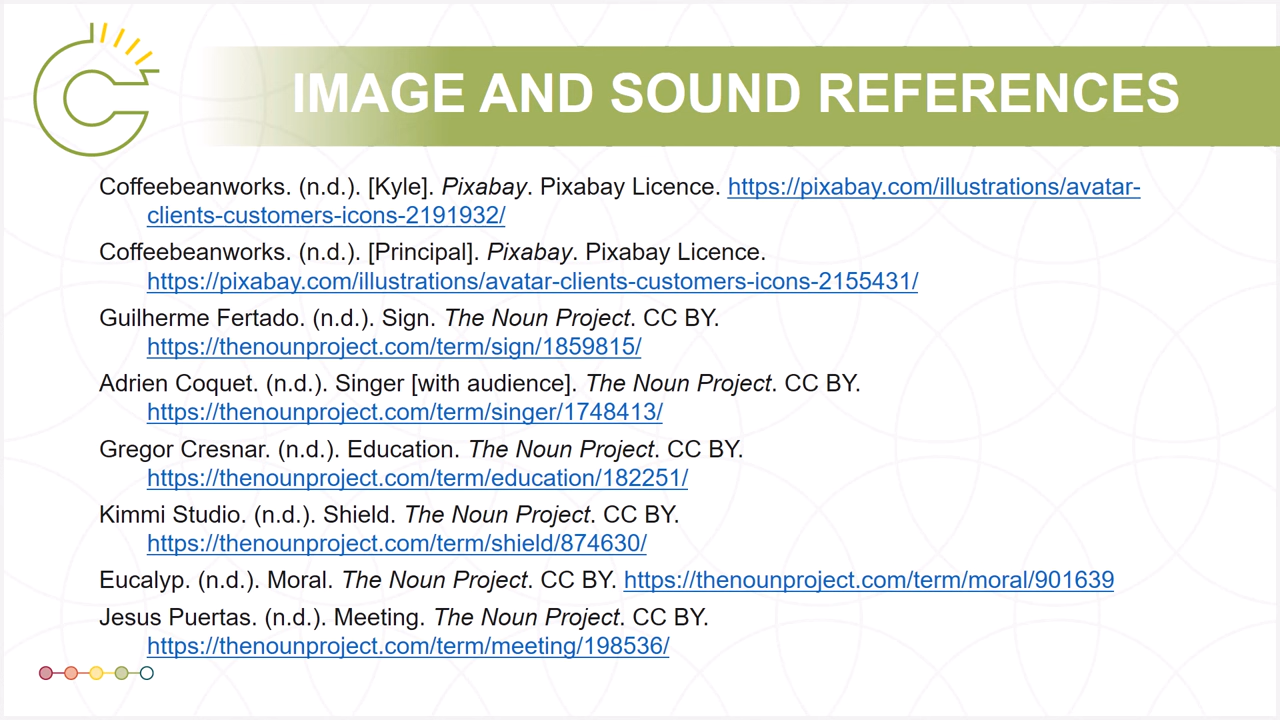 IMAGE AND SOUND REFERENCES
Coffeebeanworks. (n.d.). [Kyle]. Pixabay. Pixabay Licence. https://pixabay.com/illustrations/avatar-
clients-customers-icons-2191932/
Coffeebeanworks. (n.d.). [Principal]. Pixabay. Pixabay Licence.
https://pixabay.com/illustrations/avatar-clients-customers-icons-2155431/
Guilherme Fertado. (n.d.). Sign. The Noun Project. CC BY.
https://thenounproject.com/term/sign/1859815/
Adrien Coquet. (n.d.). Singer [with audience]. The Noun Project. CC BY.
https://thenounproject.com/term/singer/1748413/
Gregor Cresnar. (n.d.). Education. The Noun Project. CC BY.
https://thenounproject.com/term/education/182251/
Kimmi Studio. (n.d.). Shield. The Noun Project. CC BY.
https://thenounproject.com/term/shield/874630/
Eucalyp. (n.d.). Moral. The Noun Project. CC BY. https://thenounproject.com/term/moral/901639
Jesus Puertas. (n.d.). Meeting. The Noun Project. CC BY.
https://thenounproject.com/term/meeting/198536/